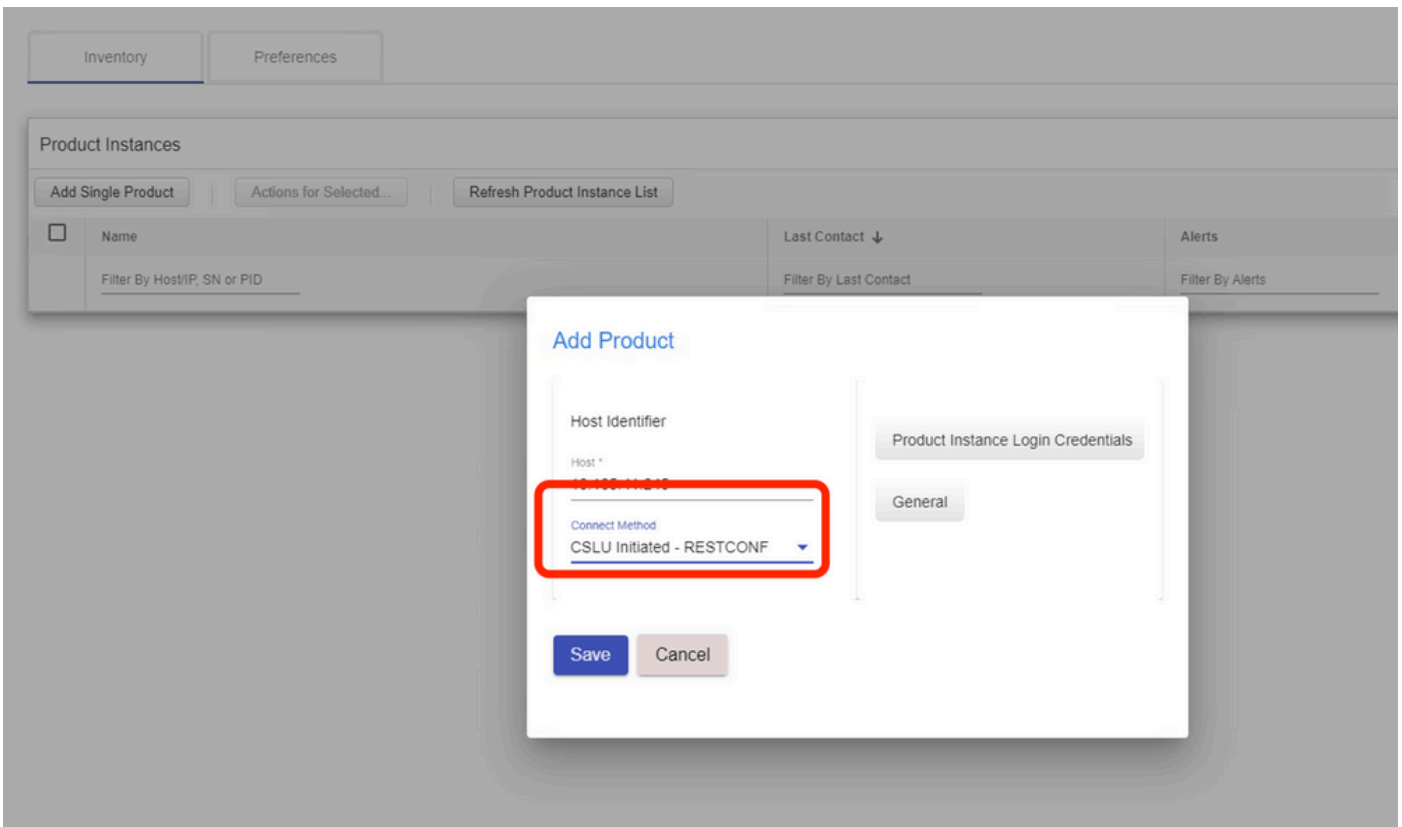 Inventory Preferences
Product Instances
Add Single Product Actions for Selected... Refresh Product Instance List
Name Last Contact Alerts
Filter By Host/IP, SN or PID Filter By Last Contact Filter By Alerts
Add Product
Host Identifier
Product Instance Login Credentials
Host *
General
Connect Method
CSLU Initiated - RESTCONF
Save Cancel